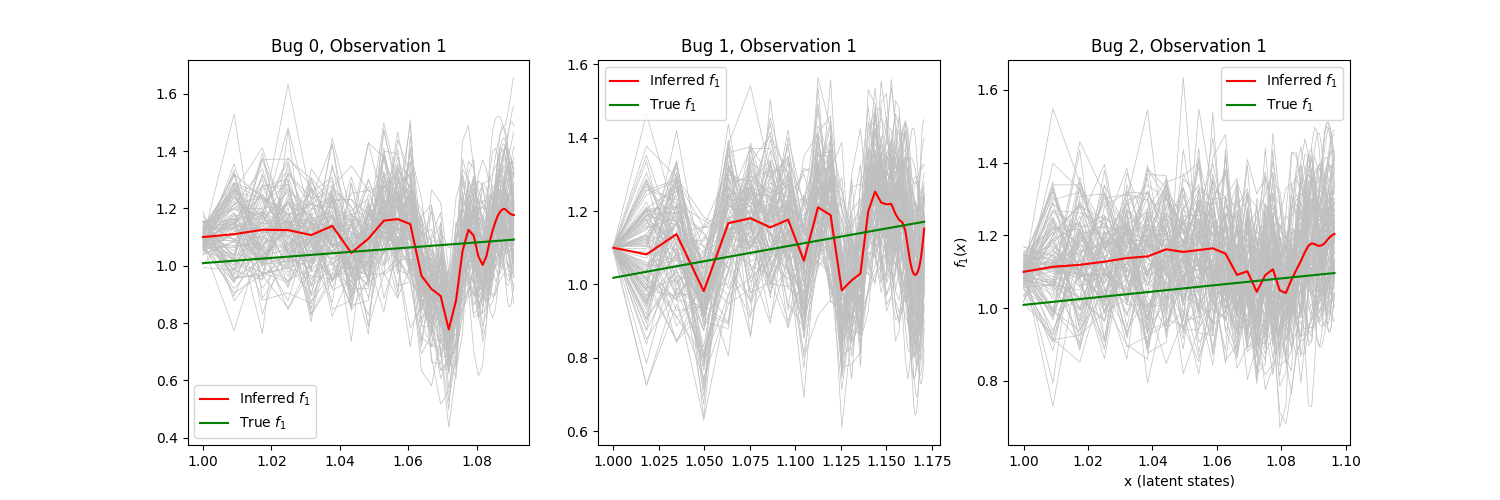 Bug 0, Observation 1
1.6
1.4
1.2
1.0
0.8
0.6
0.4
1.00 1.02 1.04 1.06 1.08
Inferred f₁
True f₁
Bug 1, Observation 1
1.6
1.4
1.2
1.0
0.8
0.6
1.000 1.025 1.050 1.075 1.100 1.125 1.150 1.175
Inferred f₁
True f₁
Bug 2, Observation 1
f₁(x)
1.6
1.4
1.2
1.0
0.8
1.00 1.02 1.04 1.06 1.08 1.10
x (latent states)
Inferred f₁
True f₁